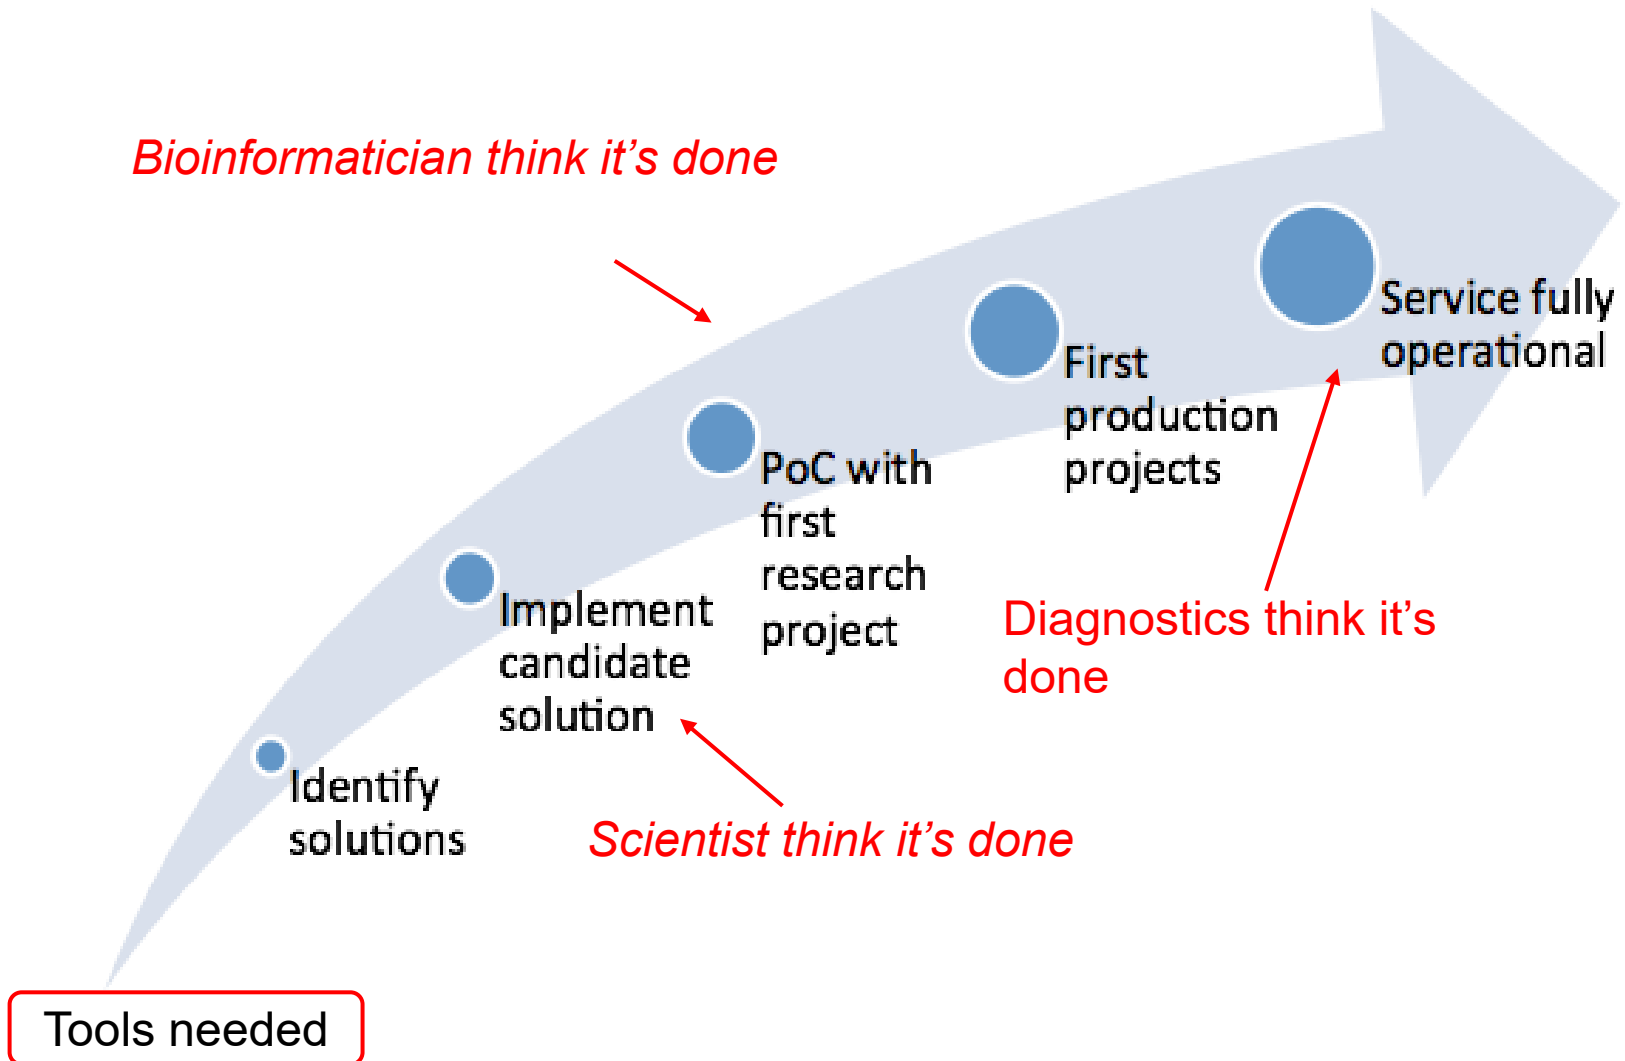 Bioinformatician think it’s done
Service fully
operational
First
production
projects
PoC with
first
research
project
Implement
candidate
solution
Diagnostics think it’s
done
Identify
solutions
Scientist think it’s done
Tools needed